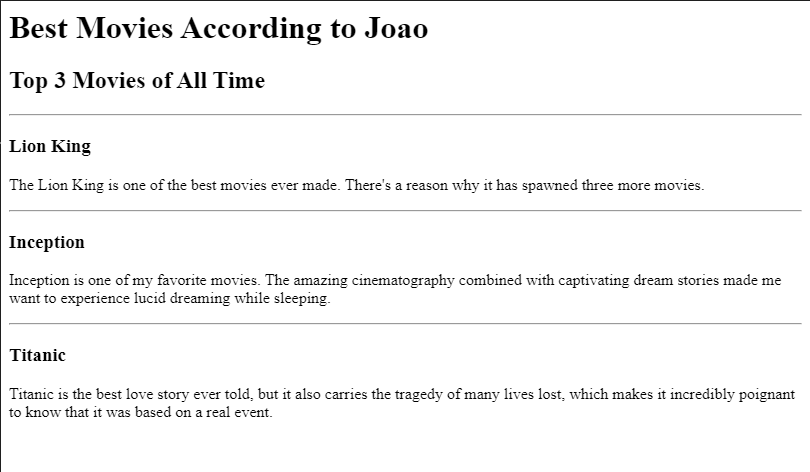 Best Movies According to Joao
Top 3 Movies of All Time
Lion King
The Lion King is one of the best movies ever made. There's a reason why it has spawned three more movies.
Inception
Inception is one of my favorite movies. The amazing cinematography combined with captivating dream stories made me
want to experience lucid dreaming while sleeping.
Titanic
Titanic is the best love story ever told, but it also carries the tragedy of many lives lost, which makes it incredibly poignant
to know that it was based on a real event.